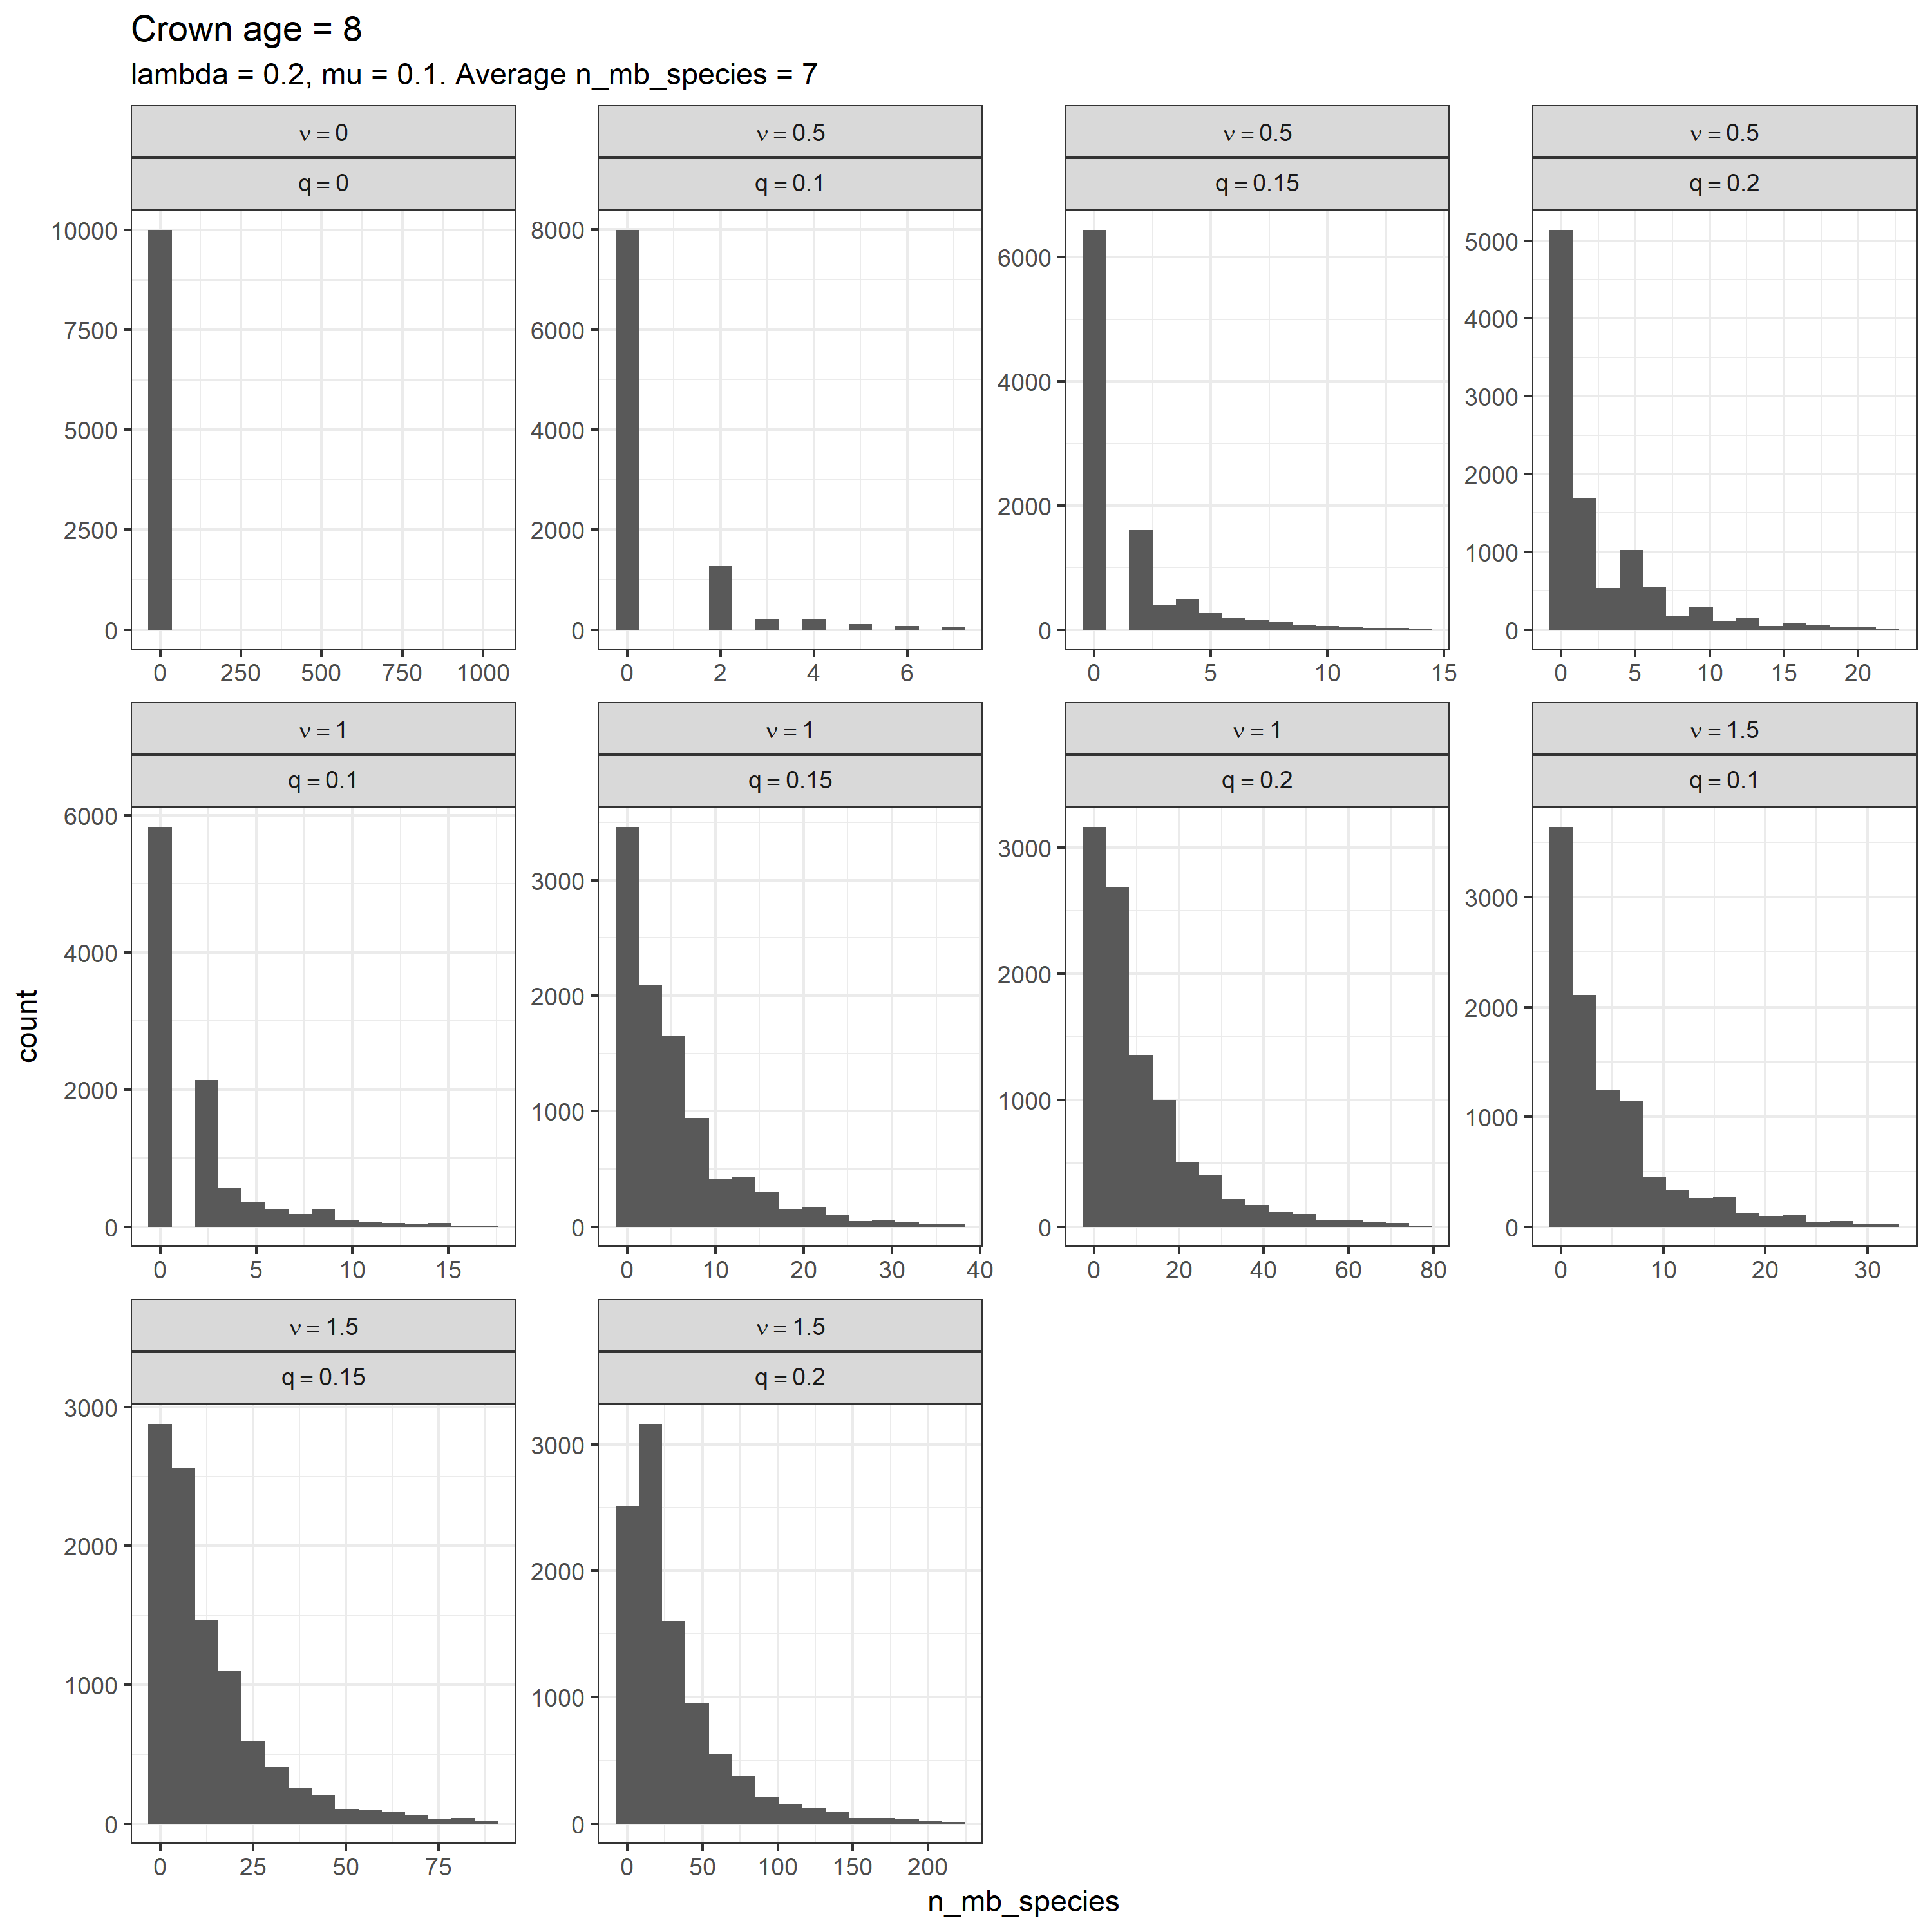 Crown age = 8
lambda = 0.2, mu = 0.1. Average n_mb_species = 7
ν = 0
ν = 0.5
ν = 0.5
ν = 0.5
q = 0
q = 0.1
q = 0.15
q = 0.2
10000
7500
5000
2500
0
0 250 500 750 1000
8000
6000
4000
2000
0
0 2 4 6
6000
4000
2000
0
0 5 10 15
5000
4000
3000
2000
1000
0
0 5 10 15 20
ν = 1
ν = 1
ν = 1
ν = 1.5
q = 0.1
q = 0.15
q = 0.2
q = 0.1
count
6000
4000
2000
0
0 5 10 15
3000
2000
1000
0
0 10 20 30 40
3000
2000
1000
0
0 20 40 60 80
3000
2000
1000
0
0 10 20 30
ν = 1.5
ν = 1.5
q = 0.15
q = 0.2
3000
2000
1000
0
0 25 50 75
3000
2000
1000
0
0 50 100 150 200
n_mb_species